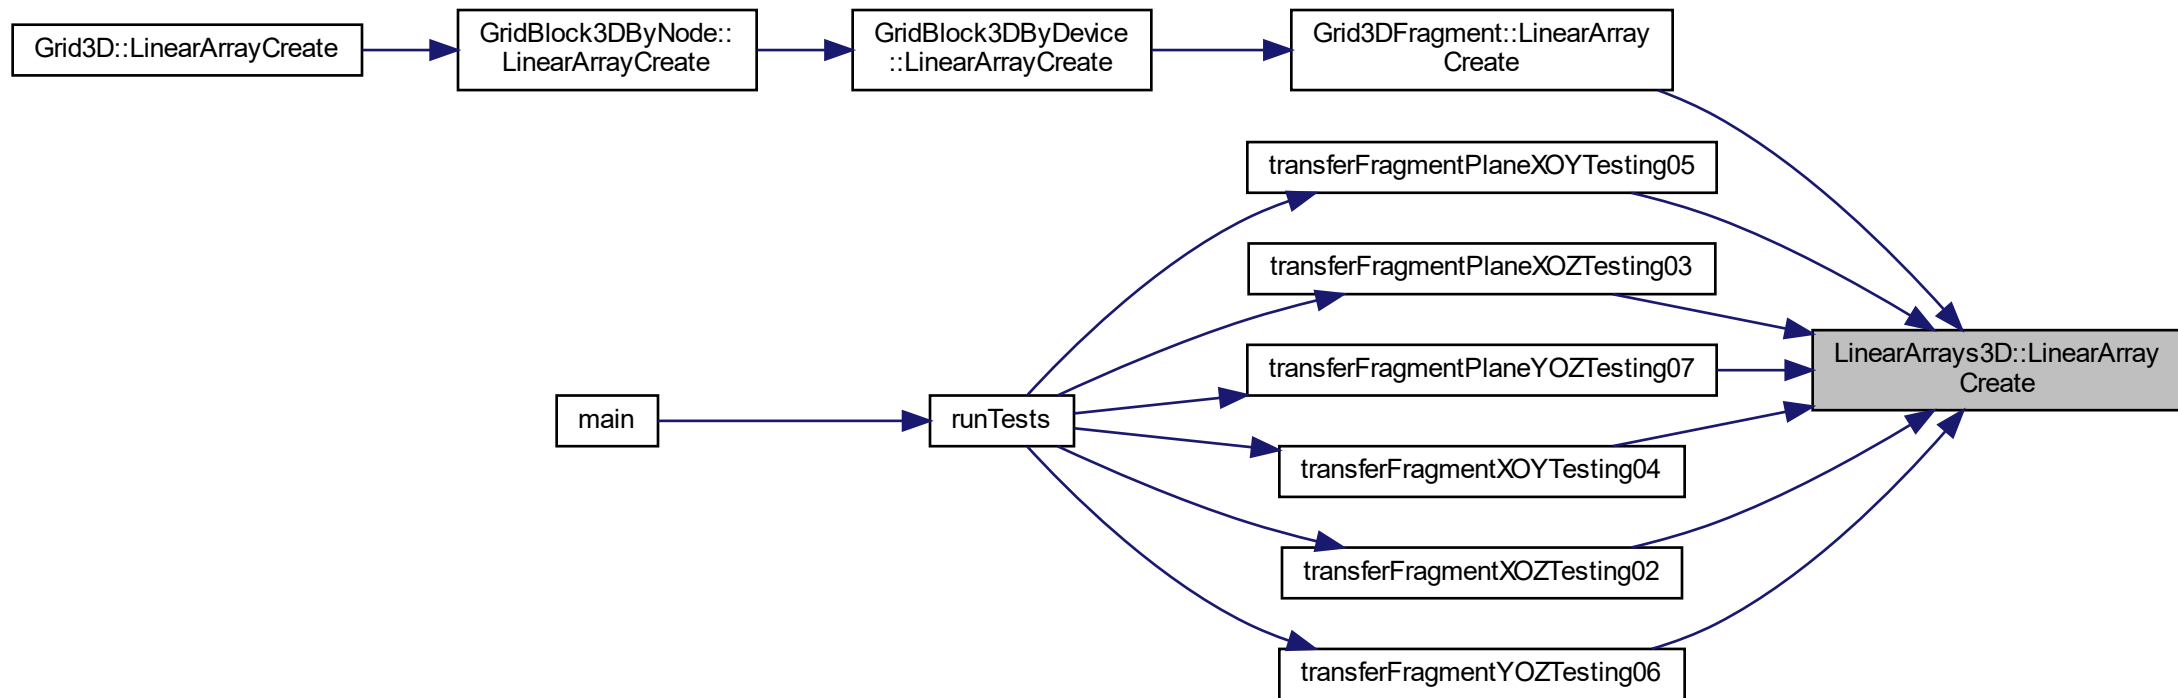 Grid3D::LinearArrayCreate
GridBlock3DByNode::
LinearArrayCreate
GridBlock3DByDevice
::LinearArrayCreate
Grid3DFragment::LinearArray
Create
transferFragmentPlaneXOYTesting05
transferFragmentPlaneXOZTesting03
LinearArrays3D::LinearArray
Create
transferFragmentPlaneYOZTesting07
main
runTests
transferFragmentXOYTesting04
transferFragmentXOZTesting02
transferFragmentYOZTesting06